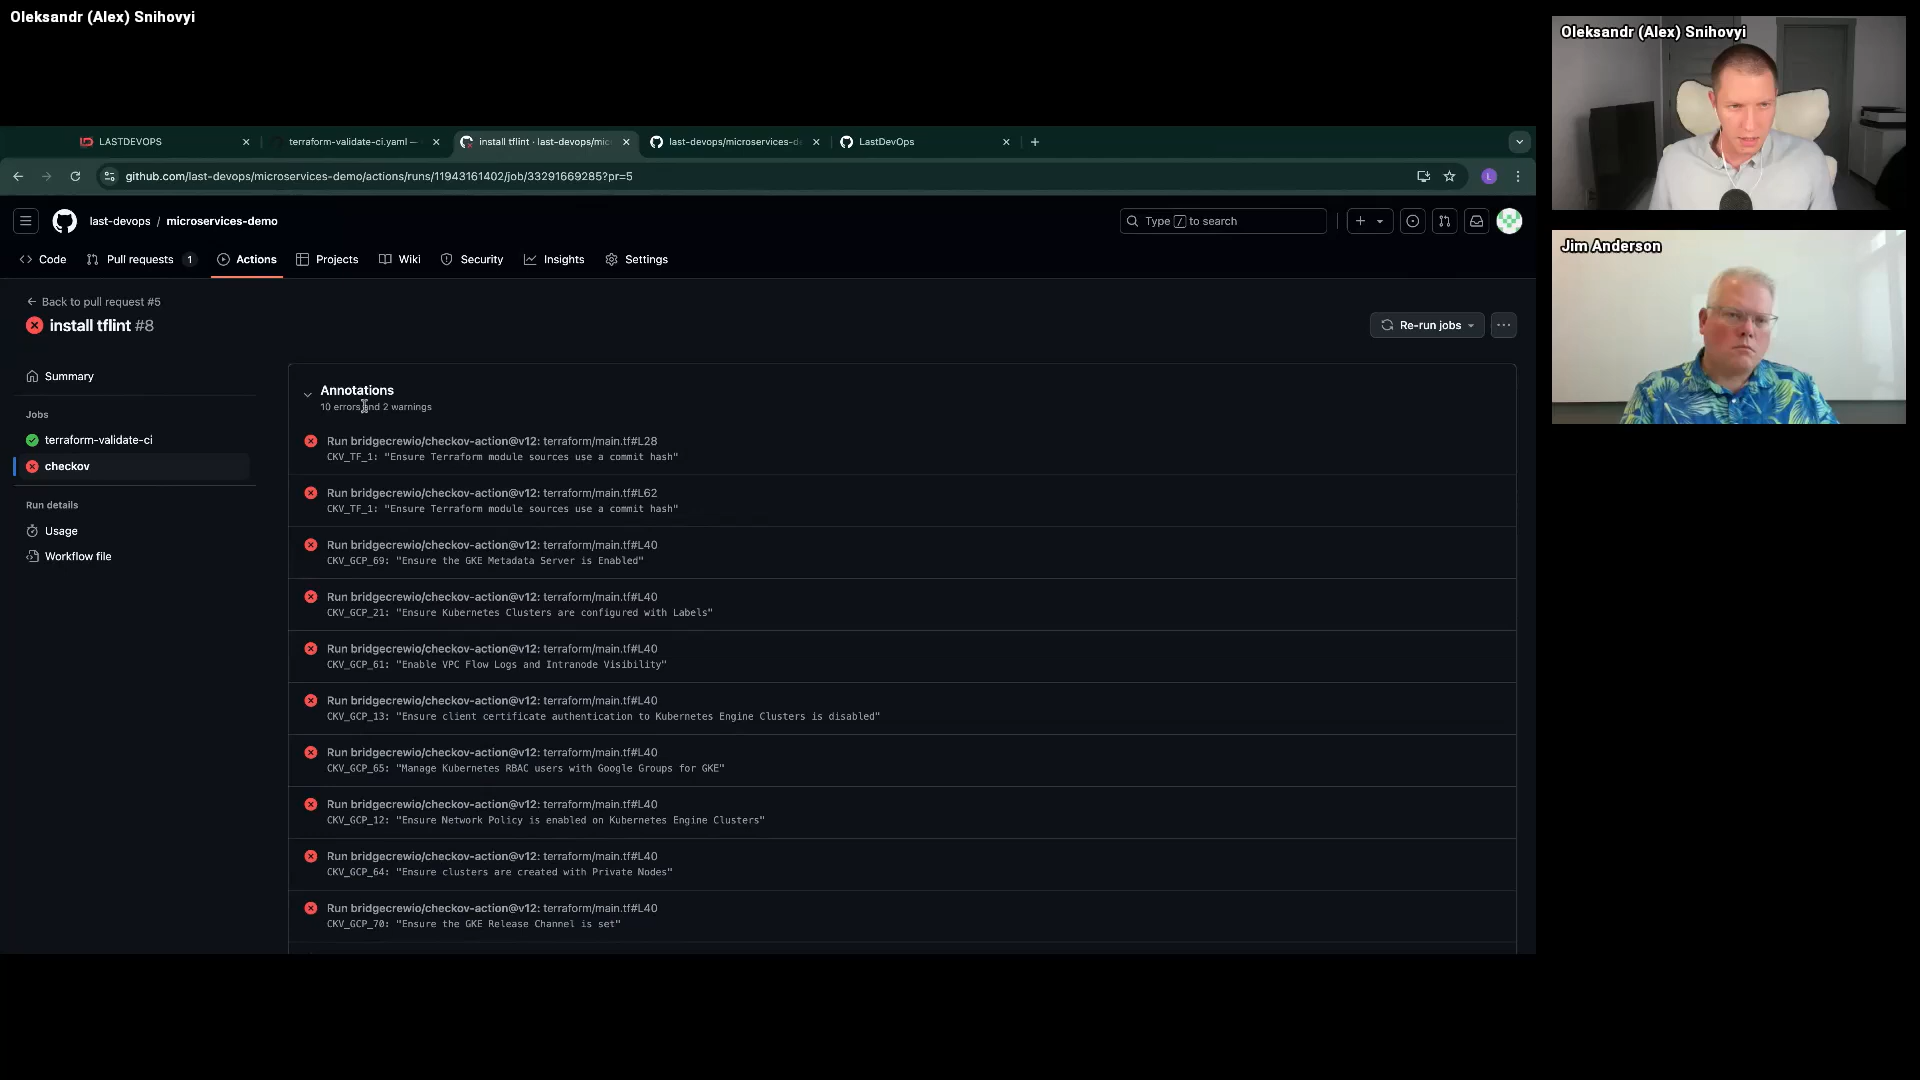 Oleksandr (Alex) Snihovyi
Oleksandr (Alex) Snihovyi
Jim Anderson
LASTDEVOPS
terraform-validate-ci.yaml —
install tflint · last-devops/mic
last-devops/microservices-d
LastDevOps
github.com/last-devops/microservices-demo/actions/runs/11943161402/job/33291669285?pr=5
L
last-devops / microservices-demo
Type / to search
Code
Pull requests 1
Actions
Projects
Wiki
Security
Insights
Settings
Back to pull request #5
install tflint #8
Re-run jobs
Summary
Jobs
terraform-validate-ci
checkov
Run details
Usage
Workflow file
Annotations
10 errors and 2 warnings
Run bridgecrewio/checkov-action@v12: terraform/main.tf#L28
CKV_TF_1: "Ensure Terraform module sources use a commit hash"
Run bridgecrewio/checkov-action@v12: terraform/main.tf#L62
CKV_TF_1: "Ensure Terraform module sources use a commit hash"
Run bridgecrewio/checkov-action@v12: terraform/main.tf#L40
CKV_GCP_69: "Ensure the GKE Metadata Server is Enabled"
Run bridgecrewio/checkov-action@v12: terraform/main.tf#L40
CKV_GCP_21: "Ensure Kubernetes Clusters are configured with Labels"
Run bridgecrewio/checkov-action@v12: terraform/main.tf#L40
CKV_GCP_61: "Enable VPC Flow Logs and Intranode Visibility"
Run bridgecrewio/checkov-action@v12: terraform/main.tf#L40
CKV_GCP_13: "Ensure client certificate authentication to Kubernetes Engine Clusters is disabled"
Run bridgecrewio/checkov-action@v12: terraform/main.tf#L40
CKV_GCP_65: "Manage Kubernetes RBAC users with Google Groups for GKE"
Run bridgecrewio/checkov-action@v12: terraform/main.tf#L40
CKV_GCP_12: "Ensure Network Policy is enabled on Kubernetes Engine Clusters"
Run bridgecrewio/checkov-action@v12: terraform/main.tf#L40
CKV_GCP_64: "Ensure clusters are created with Private Nodes"
Run bridgecrewio/checkov-action@v12: terraform/main.tf#L40
CKV_GCP_70: "Ensure the GKE Release Channel is set"